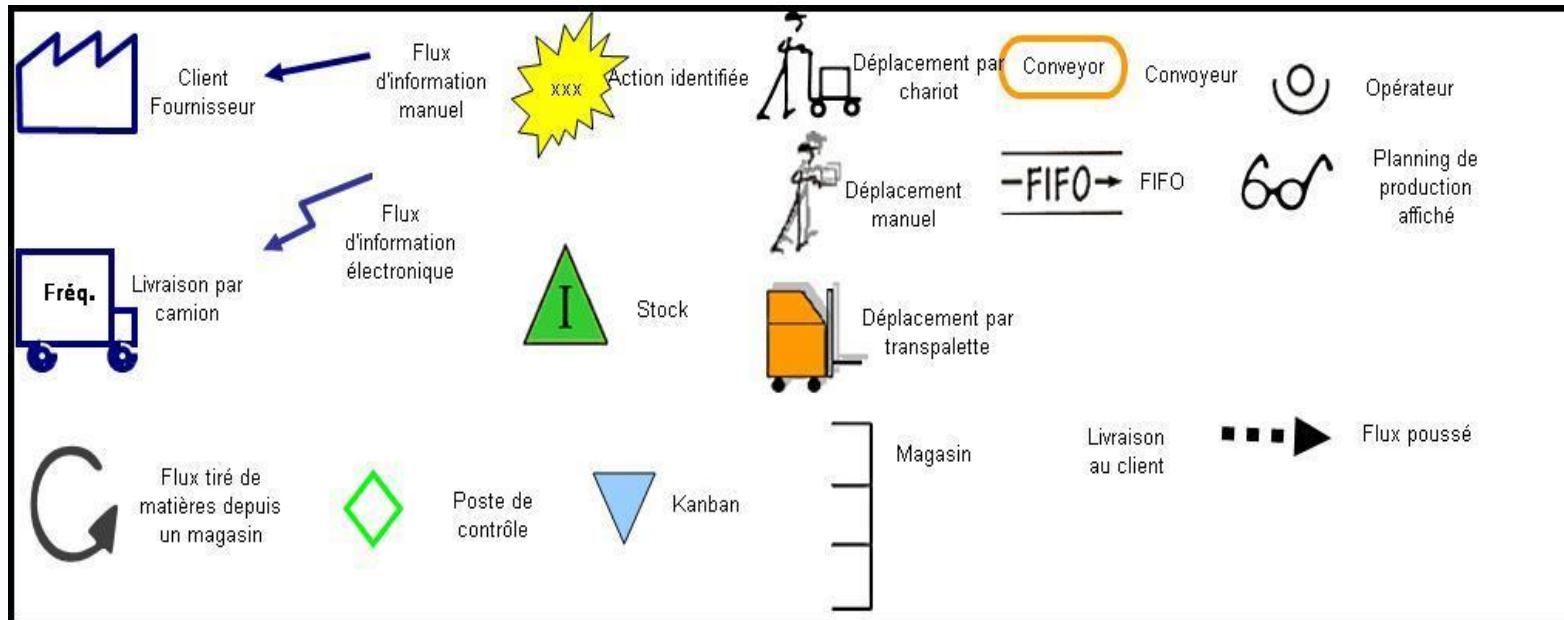 Client
Fournisseur
Flux
d'information
manuel
xxx
Action identifiée
Déplacement par
chariot
Conveyor
Convoyeur
Opérateur
Flux
d'information
électronique
Déplacement
manuel
FIFO
FIFO
Planning de
production
affiché
Fréq.
Livraison par
camion
I
Stock
Déplacement par
transpalette
Flux tiré de
matières depuis
un magasin
Poste de
contrôle
Kanban
Magasin
Livraison
au client
Flux poussé